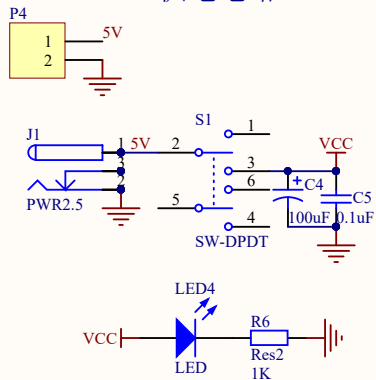 P4
1
5V
2
J1
1
5V
3
2
PWR2.5
S1
1
2
3
6
5
4
SW-DPDT
VCC
+
C4
100uF
C5
0.1uF
LED4
VCC
LED
R6
Res2
1K